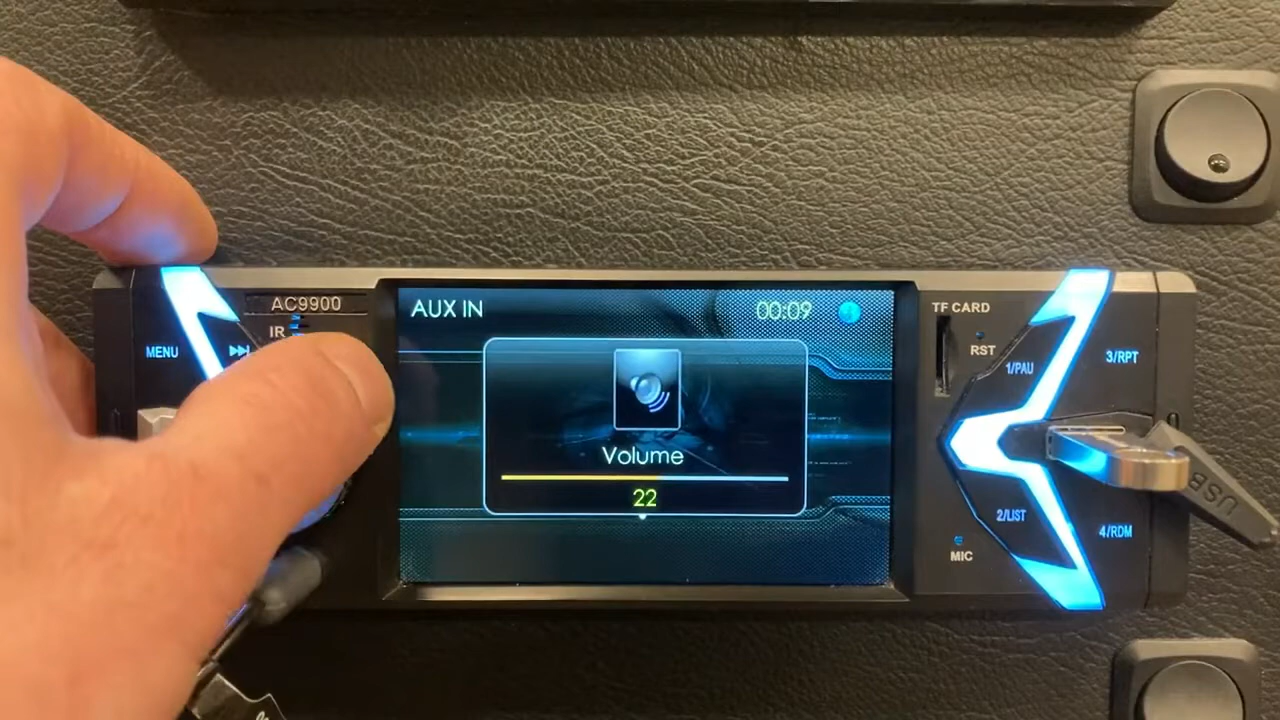 AC9900
IR
MENU
AUX IN
00:09
Volume
22
TF CARD
RST
1/PAU
3/RPT
2/LIST
4/RDM
MIC
USB